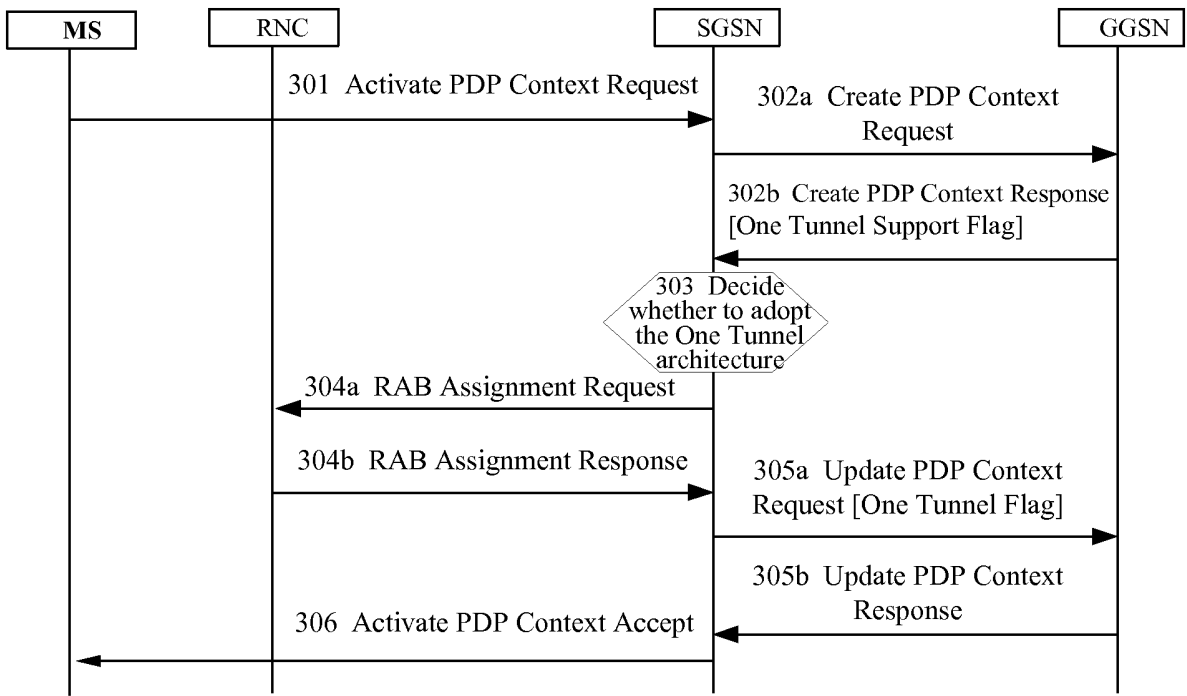 MS
RNC
SGSN
GGSN
301 Activate PDP Context Request
302a Create PDP Context
Request
302b Create PDP Context Response
[One Tunnel Support Flag]
303 Decide
whether to adopt
the One Tunnel
architecture
304a RAB Assignment Request
304b RAB Assignment Response
305a Update PDP Context
Request [One Tunnel Flag]
305b Update PDP Context
Response
306 Activate PDP Context Accept